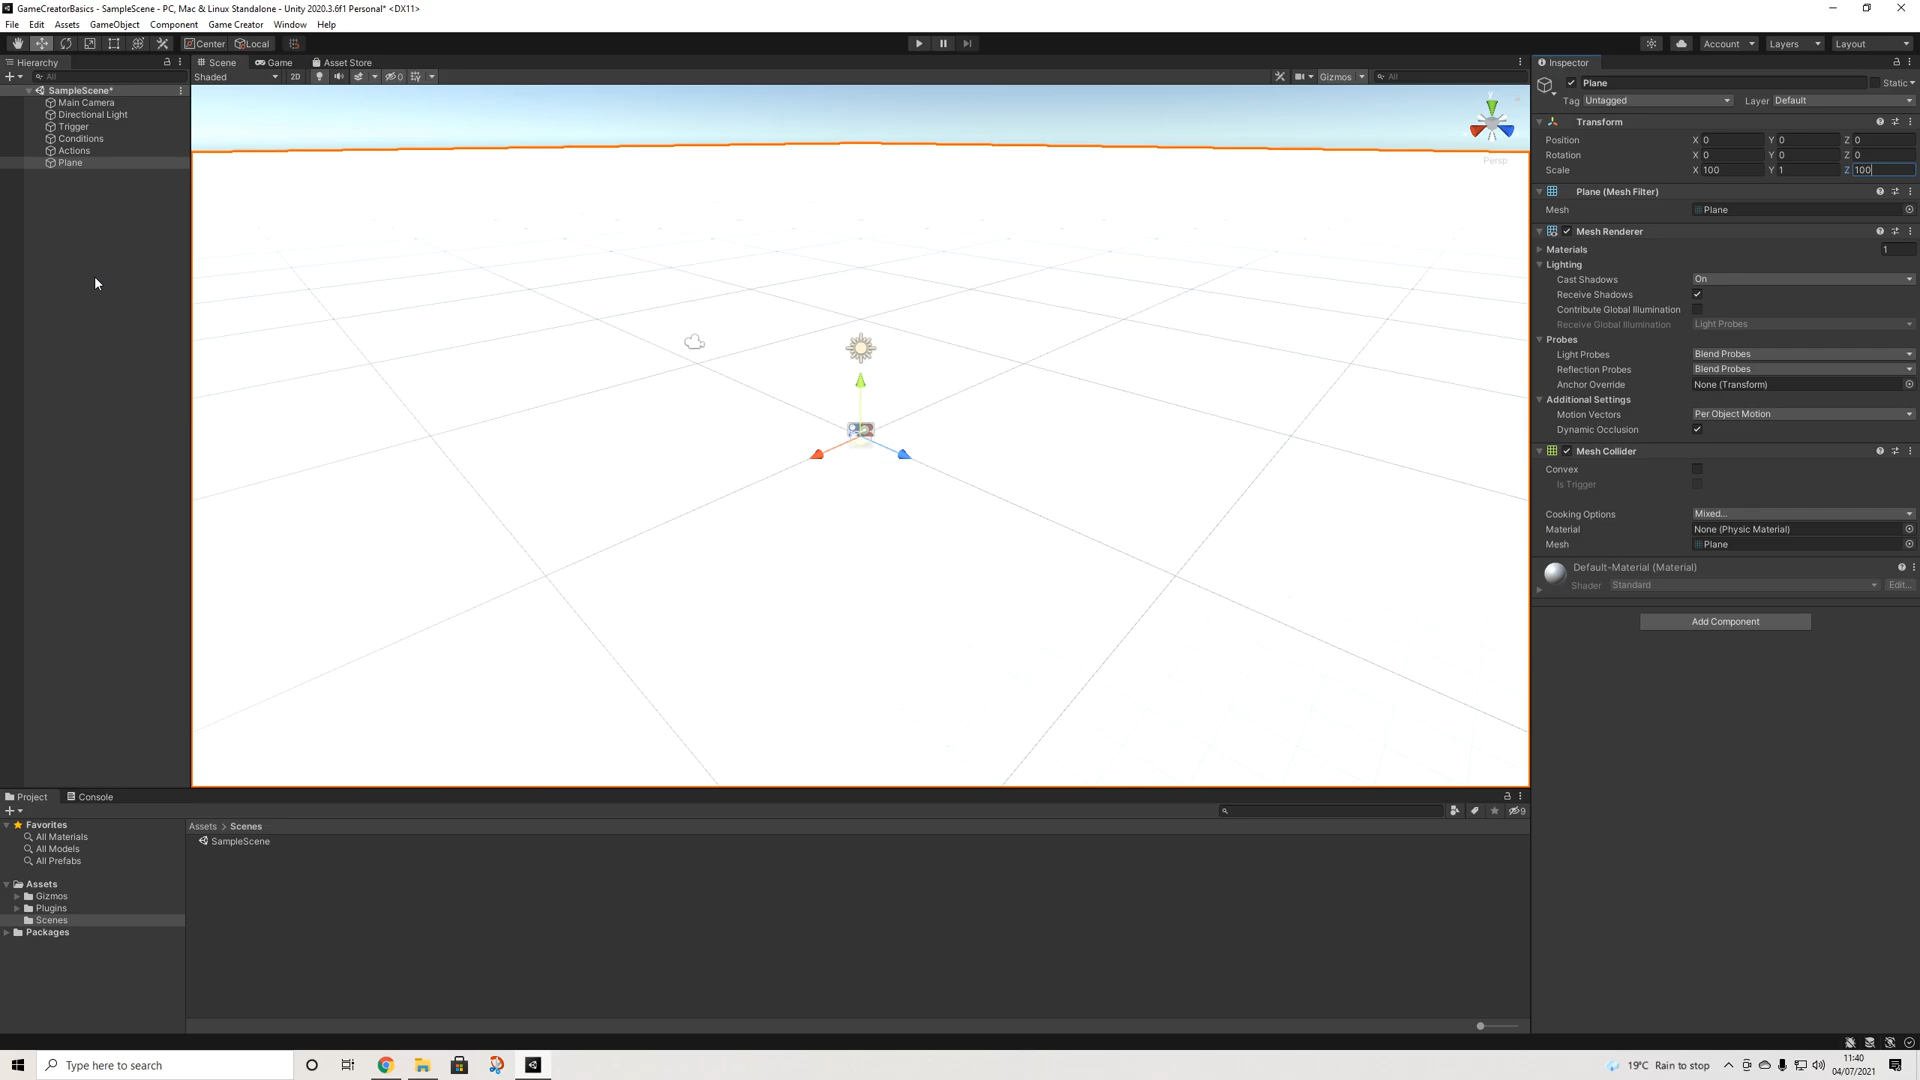 GameCreatorBasics - SampleScene - PC, Mac & Linux Standalone - Unity 2020.3.6f1 Personal* <DX11>
File Edit Assets GameObject Component Game Creator Window Help
Center Local Account Layers Layout
Hierarchy Scene Game Asset Store Inspector
All Shaded 2D 0 Gizmos All
Plane Static
SampleScene*
Main Camera
Directional Light
Trigger
Conditions
Actions
Plane
y
Persp
Tag Untagged Layer Default
Transform
Position X 0 Y 0 Z 0
Rotation X 0 Y 0 Z 0
Scale X 100 Y 1 Z 100
Plane (Mesh Filter)
Mesh Plane
Mesh Renderer
Materials 1
Lighting
Cast Shadows On
Receive Shadows
Contribute Global Illumination
Receive Global Illumination Light Probes
Probes
Light Probes Blend Probes
Reflection Probes Blend Probes
Anchor Override None (Transform)
Additional Settings
Motion Vectors Per Object Motion
Dynamic Occlusion
Mesh Collider
Convex
Is Trigger
Cooking Options Mixed...
Material None (Physic Material)
Mesh Plane
Default-Material (Material)
Shader Standard Edit...
Add Component
Project Console
9
Favorites
All Materials
All Models
All Prefabs
Assets
Gizmos
Plugins
Scenes
Packages
Assets > Scenes
SampleScene
Type here to search
19°C Rain to stop
11:40
04/07/2021